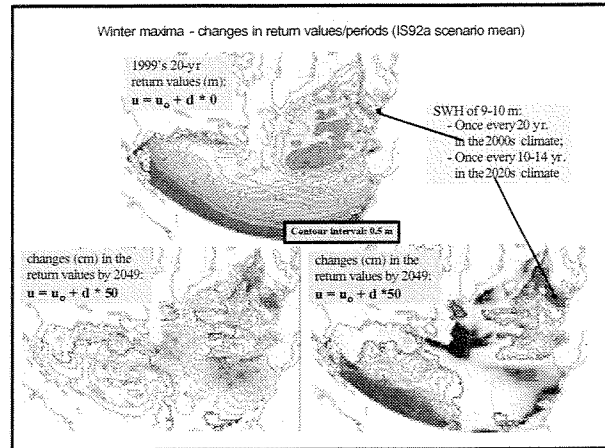 Winter maxima - changes in return values/periods (IS92a scenario mean)
1999's 20-yr
return values (m):
u = uₒ + d * 0
SWH of 9-10 m:
- Once every 20 yr.
in the 2000s climate;
- Once every 10-14 yr.
in the 2020s climate
Contour interval: 0.5 m
changes (cm) in the
return values by 2049:
u = uₒ + d * 50
changes (cm) in the
return values by 2049:
u = uₒ + d *50